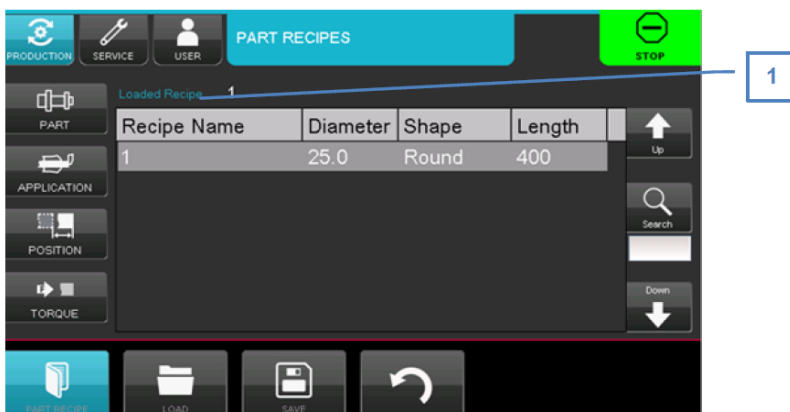 PRODUCTION
SERVICE
USER
PART RECIPES
STOP
1
PART
Loaded Recipe 1
Recipe Name Diameter Shape Length
1 25.0 Round 400
Up
APPLICATION
Search
POSITION
Down
TORQUE
PART RECIPE
LOAD
SAVE